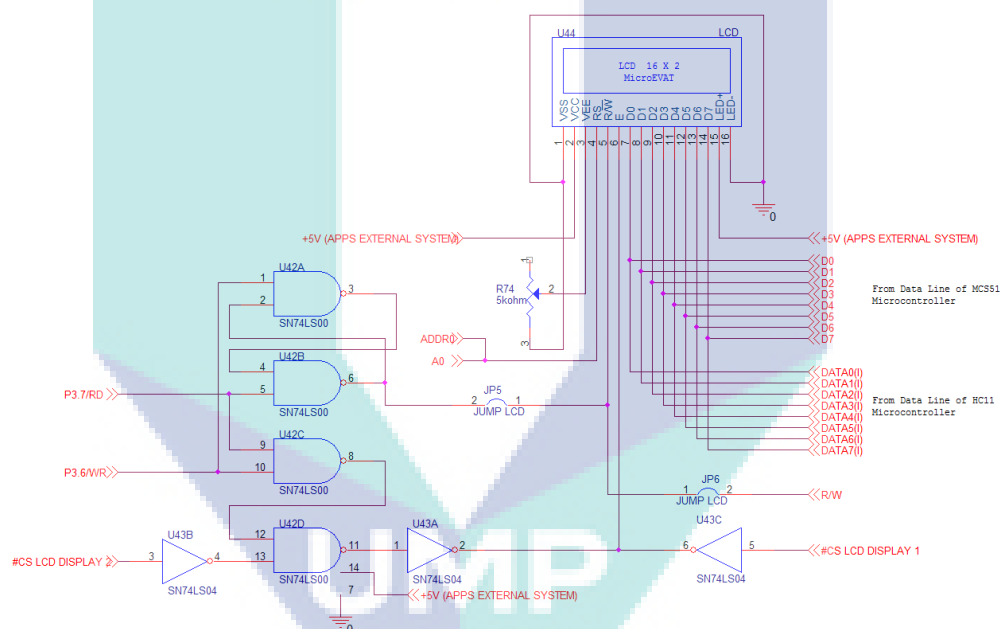 U44
LCD
LCD 16 X 2
MicroEVAT
VSS
VCC
VEE
RS
R/W
E
D0
D1
D2
D3
D4
D5
D6
D7
LED+
LED-
1
2
3
4
5
6
7
8
9
10
11
12
13
14
15
16
0
+5V (APPS EXTERNAL SYSTEM)
+5V (APPS EXTERNAL SYSTEM)
U42A
1
2
3
SN74LS00
R74
5kohm
1
2
3
D0
D1
D2
D3
D4
D5
D6
D7
From Data Line of MCS51
Microcontroller
ADDR0
A0
U42B
4
5
6
SN74LS00
P3.7/RD
JP5
2
1
JUMP LCD
DATA0(I)
DATA1(I)
DATA2(I)
DATA3(I)
DATA4(I)
DATA5(I)
DATA6(I)
DATA7(I)
From Data Line of HC11
Microcontroller
U42C
9
10
8
SN74LS00
P3.6/WR
JP6
1
2
JUMP LCD
R/W
U43B
3
4
SN74LS04
#CS LCD DISPLAY 2
U42D
12
13
11
14
7
SN74LS00
0
U43A
1
2
SN74LS04
+5V (APPS EXTERNAL SYSTEM)
U43C
6
5
SN74LS04
#CS LCD DISPLAY 1
UMP